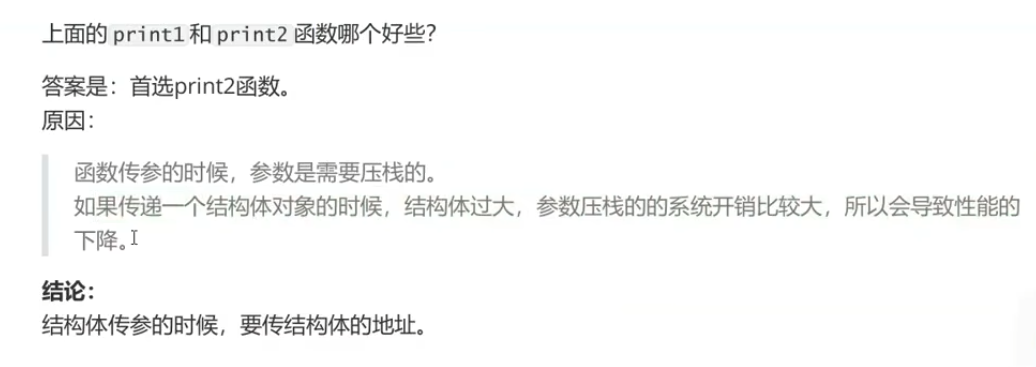 上面的print1和print2函数哪个好些？
答案是：首选print2函数。
原因：
函数传参的时候，参数是需要压栈的。
如果传递一个结构体对象的时候，结构体过大，参数压栈的的系统开销比较大，所以会导致性能的
下降。
结论：
结构体传参的时候，要传结构体的地址。